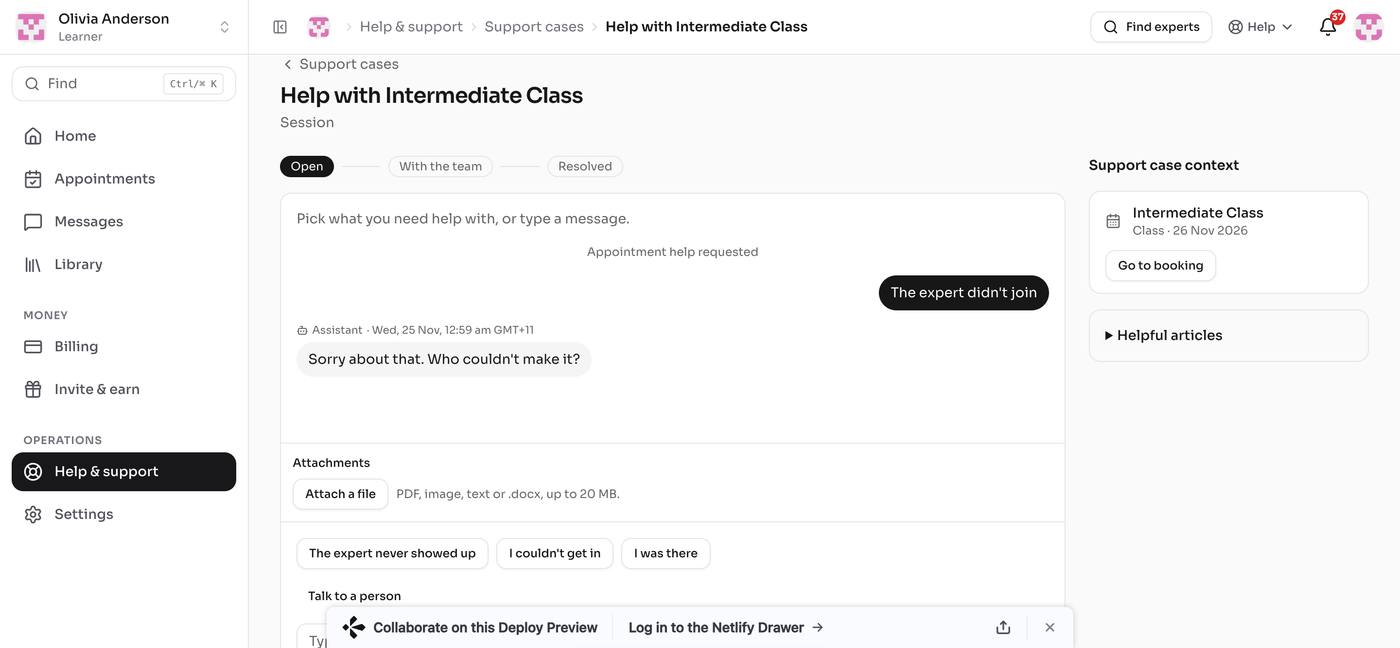 Olivia Anderson
Learner
Help & support
Support cases
Help with Intermediate Class
Find experts
Help
37
Find
Ctrl/⌘ K
Home
Appointments
Messages
Library
MONEY
Billing
Invite & earn
OPERATIONS
Help & support
Settings
Support cases
Help with Intermediate Class
Session
Open
With the team
Resolved
Pick what you need help with, or type a message.
Appointment help requested
The expert didn't join
Assistant · Wed, 25 Nov, 12:59 am GMT+11
Sorry about that. Who couldn't make it?
Attachments
Attach a file
PDF, image, text or .docx, up to 20 MB.
The expert never showed up
I couldn't get in
I was there
Talk to a person
Collaborate on this Deploy Preview
Log in to the Netlify Drawer →
Support case context
Intermediate Class
Class · 26 Nov 2026
Go to booking
Helpful articles